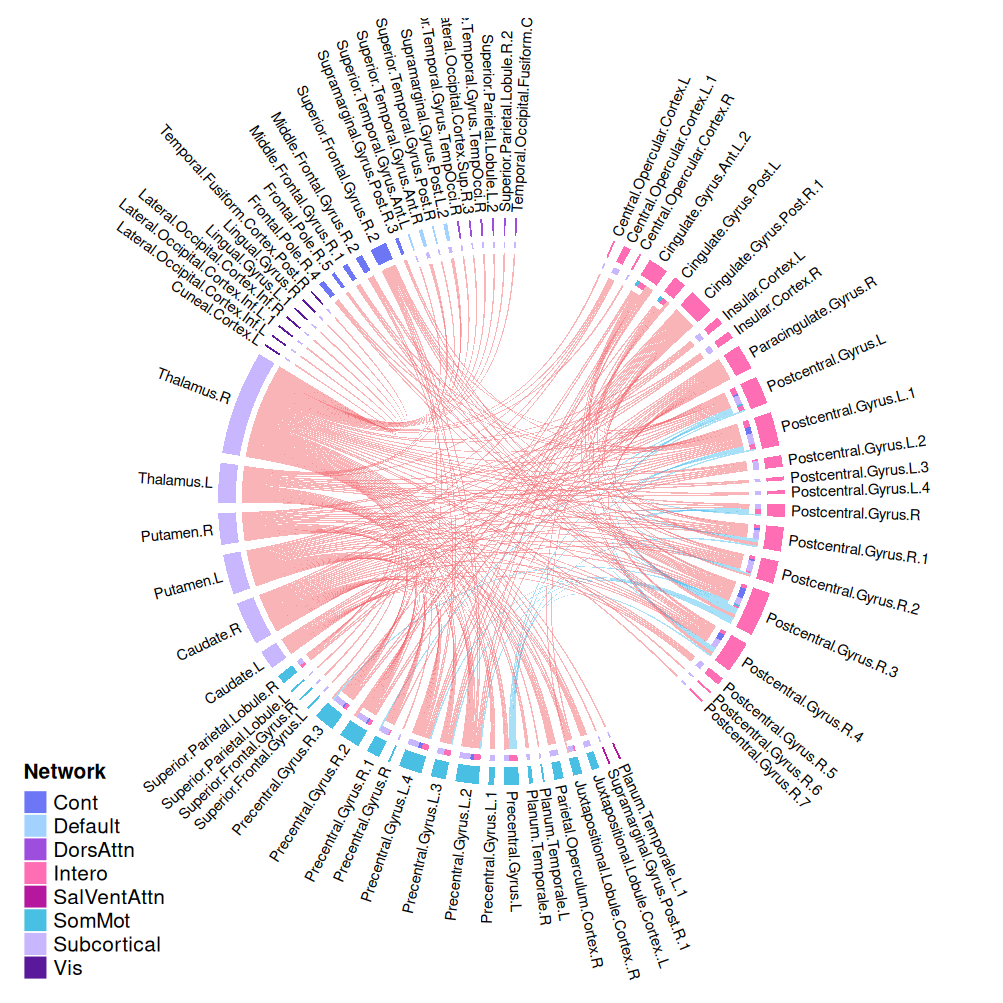 Cuneal.Cortex.L
Lateral.Occipital.Cortex.Inf.L
Lateral.Occipital.Cortex.Inf.L.1
Lateral.Occipital.Cortex.Inf.R
Lingual.Gyrus.L
Lingual.Gyrus.R
Temporal.Fusiform.Cortex.Post.R
Frontal.Pole.R.4
Frontal.Pole.R.5
Middle.Frontal.Gyrus.R.1
Middle.Frontal.Gyrus.R.2
Superior.Frontal.Gyrus.R.2
Supramarginal.Gyrus.Post.R.3
Superior.Temporal.Gyrus.Ant.L
Superior.Temporal.Gyrus.Ant.R
Superior.Temporal.Gyrus.Post.R
Supramarginal.Gyrus.Post.L.2
or.Temporal.Gyrus.TempOcci.R
ateral.Occipital.Cortex.Sup.R.3
r.Temporal.Gyrus.TempOcci.R
Superior.Parietal.Lobule.L.2
Superior.Parietal.Lobule.R.2
Temporal.Occipital.Fusiform.C
Central.Opercular.Cortex.L
Central.Opercular.Cortex.L.1
Central.Opercular.Cortex.R
Cingulate.Gyrus.Ant.L.2
Cingulate.Gyrus.Post.L
Cingulate.Gyrus.Post.R.1
Insular.Cortex.L
Insular.Cortex.R
Paracingulate.Gyrus.R
Postcentral.Gyrus.L
Postcentral.Gyrus.L.1
Postcentral.Gyrus.L.2
Postcentral.Gyrus.L.3
Postcentral.Gyrus.L.4
Postcentral.Gyrus.R
Postcentral.Gyrus.R.1
Postcentral.Gyrus.R.2
Postcentral.Gyrus.R.3
Postcentral.Gyrus.R.4
Postcentral.Gyrus.R.5
Postcentral.Gyrus.R.6
Postcentral.Gyrus.R.7
Planum.Temporale.L.1
Supramarginal.Gyrus.Post.R.1
Juxtapositional.Lobule.Cortex..L
Juxtapositional.Lobule.Cortex..R
Parietal.Operculum.Cortex.R
Planum.Temporale.L
Planum.Temporale.R
Precentral.Gyrus.L
Precentral.Gyrus.L.1
Precentral.Gyrus.L.2
Precentral.Gyrus.L.3
Precentral.Gyrus.L.4
Precentral.Gyrus.R
Precentral.Gyrus.R.1
Precentral.Gyrus.R.2
Precentral.Gyrus.R.3
Superior.Frontal.Gyrus.L
Superior.Frontal.Gyrus.R
Superior.Parietal.Lobule.L
Superior.Parietal.Lobule.R
Caudate.L
Caudate.R
Putamen.L
Putamen.R
Thalamus.L
Thalamus.R
Network
Cont
Default
DorsAttn
Intero
SalVentAttn
SomMot
Subcortical
Vis